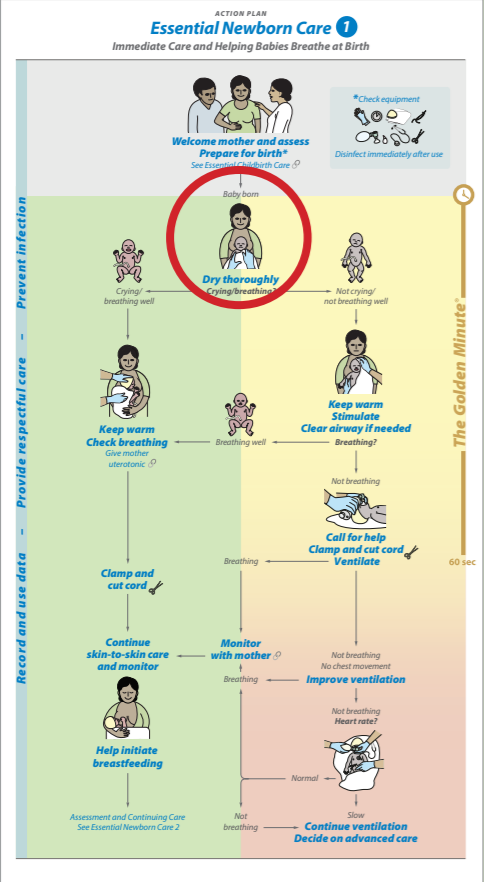 ACTION PLAN
Essential Newborn Care 1
Immediate Care and Helping Babies Breathe at Birth
*Check equipment
Disinfect immediately after use
Welcome mother and assess
Prepare for birth*
See Essential Childbirth Care
Baby born
Dry thoroughly
Crying/breathing?
Crying/
breathing well
Not crying/
not breathing well
Keep warm
Check breathing
Give mother
uterotonic
Breathing well
Keep warm
Stimulate
Clear airway if needed
Breathing?
Not breathing
Call for help
Clamp and cut cord
Ventilate
Breathing
60 sec
Clamp and
cut cord
Continue
skin-to-skin care
and monitor
Monitor
with mother
Not breathing
No chest movement
Breathing
Improve ventilation
Not breathing
Heart rate?
Help initiate
breastfeeding
Normal
Assessment and Continuing Care
See Essential Newborn Care 2
Not
breathing
Slow
Continue ventilation
Decide on advanced care
Record and use data – Provide respectful care – Prevent infection
The Golden Minute®